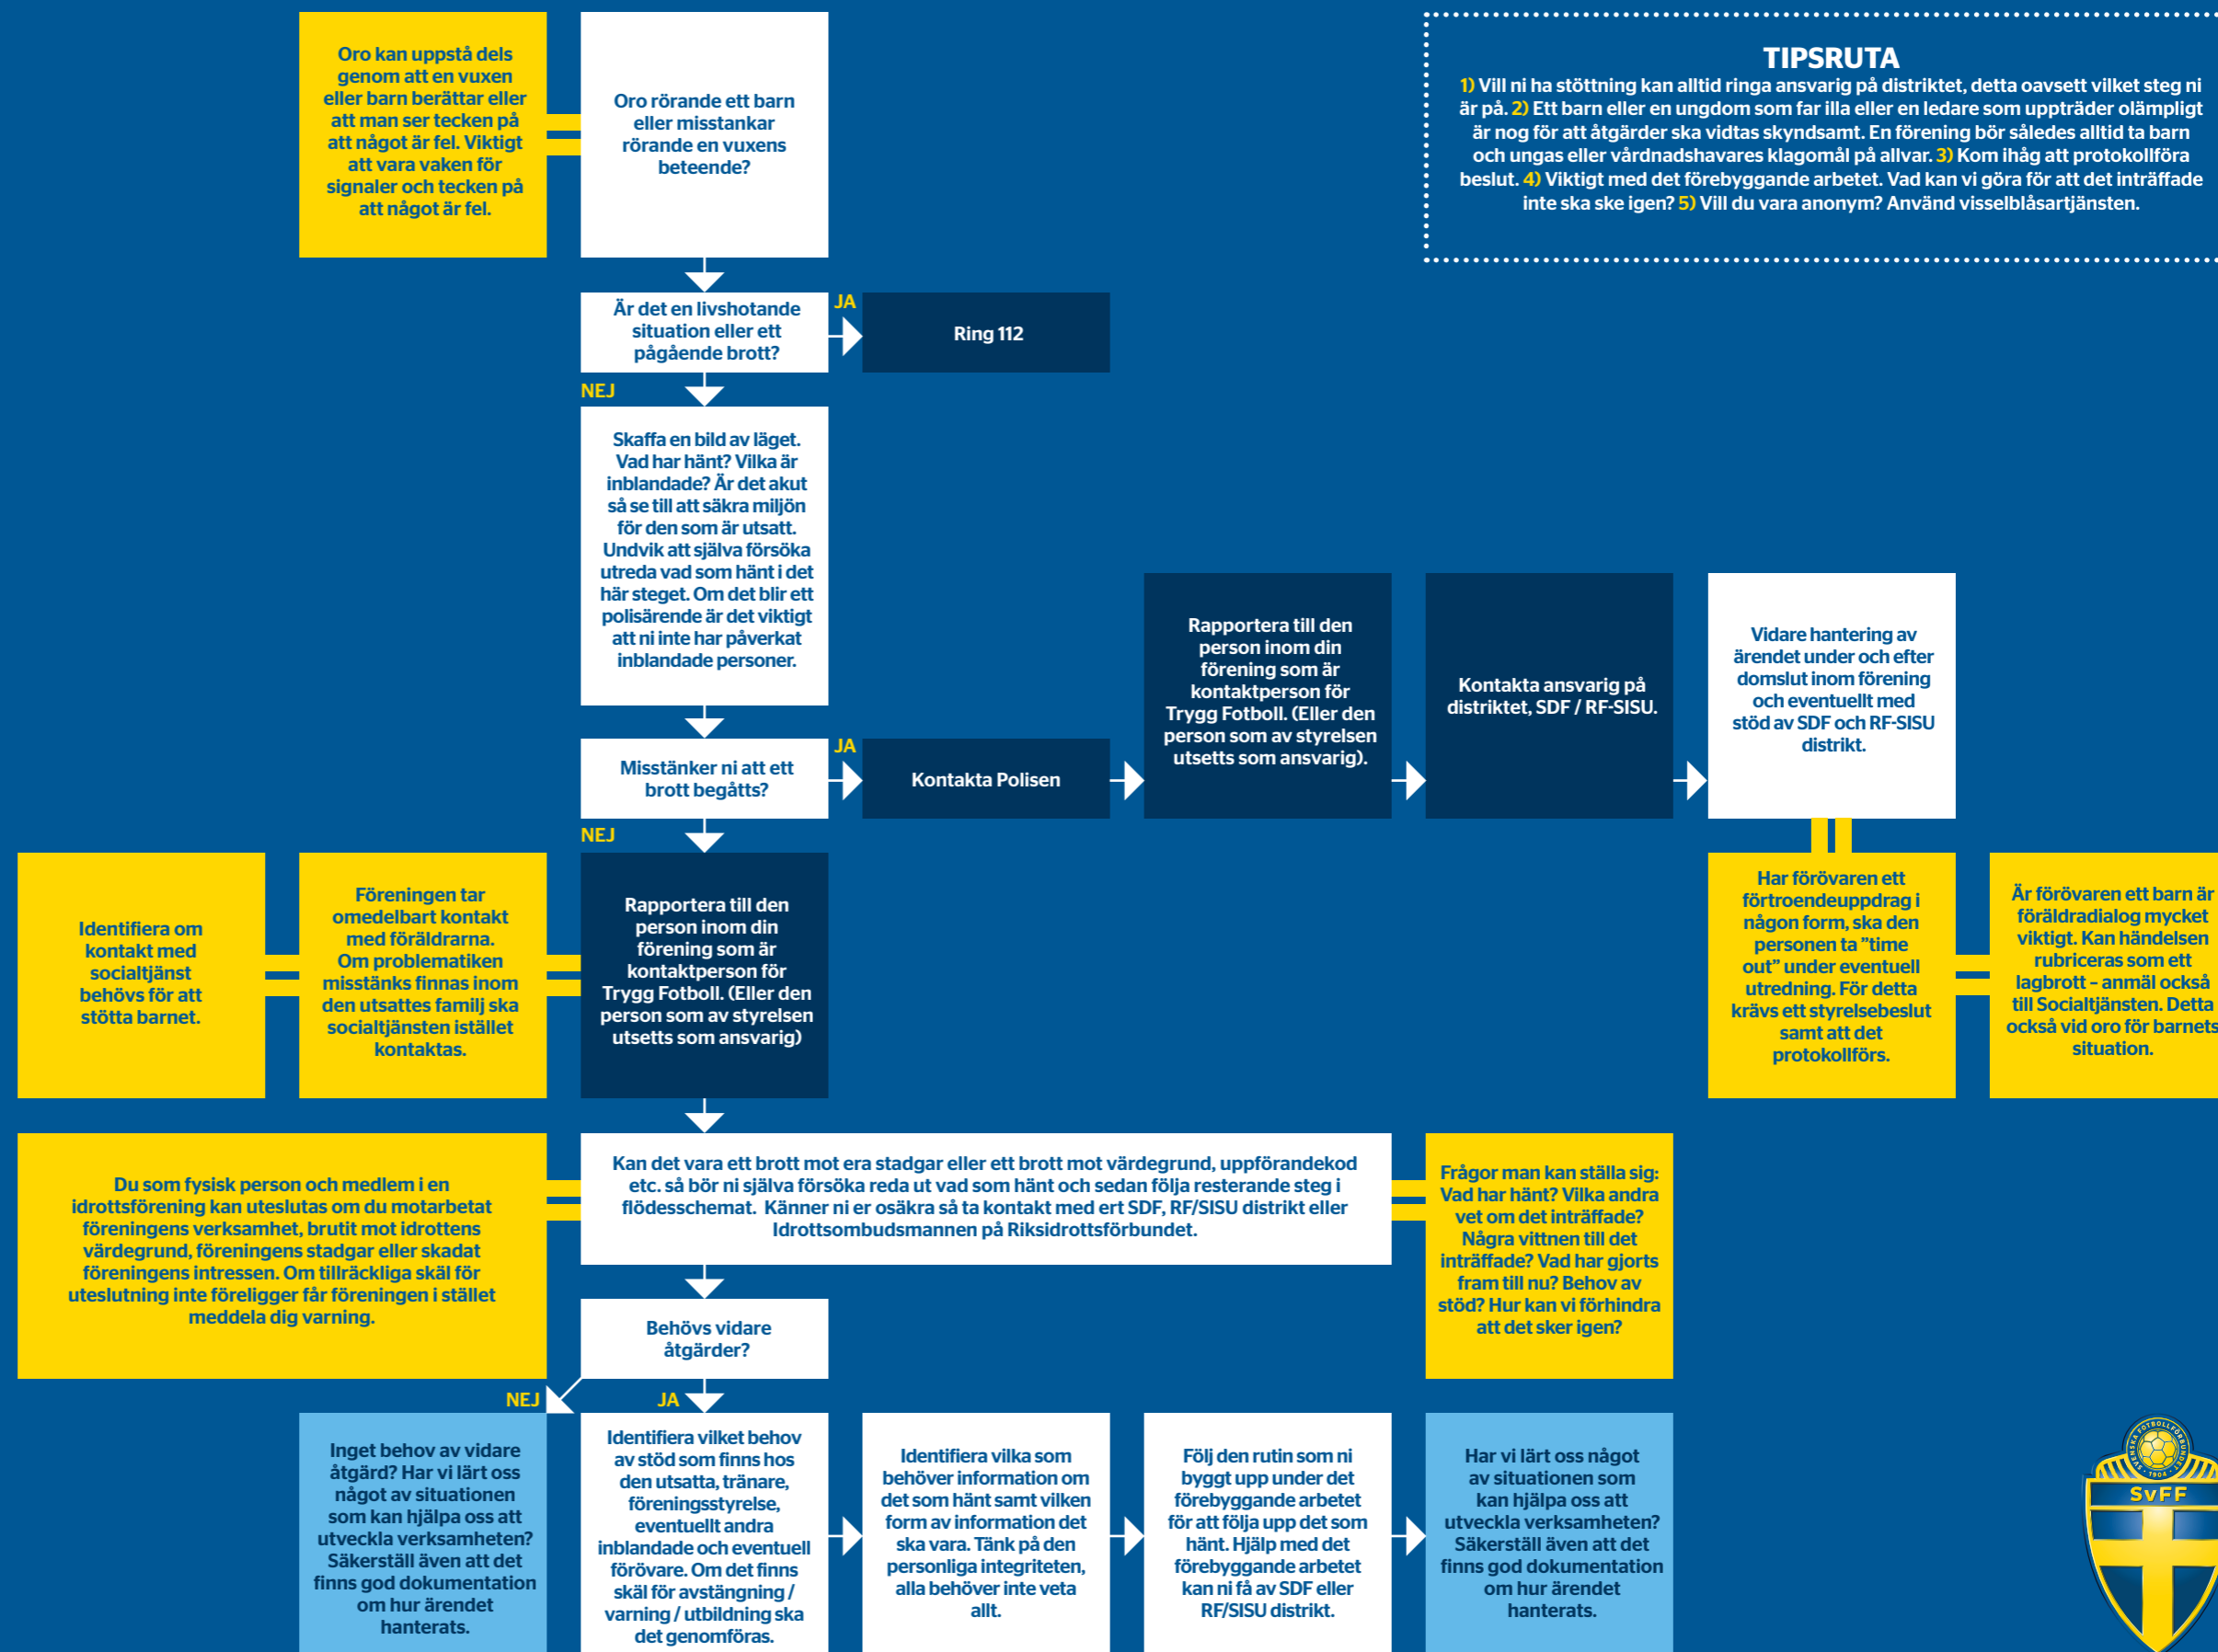 Oro kan uppstå dels
genom att en vuxen
eller barn berättar eller
att man ser tecken på
att något är fel. Viktigt
att vara vaken för
signaler och tecken på
att något är fel.
Oro rörande ett barn
eller misstankar
rörande en vuxens
beteende?
TIPSRUTA
1) Vill ni ha stöttning kan alltid ringa ansvarig på distriktet, detta oavsett vilket steg ni
är på. 2) Ett barn eller en ungdom som far illa eller en ledare som uppträder olämpligt
är nog för att åtgärder ska vidtas skyndsamt. En förening bör således alltid ta barn
och ungas eller vårdnadshavares klagomål på allvar. 3) Kom ihåg att protokollföra
beslut. 4) Viktigt med det förebyggande arbetet. Vad kan vi göra för att det inträffade
inte ska ske igen? 5) Vill du vara anonym? Använd visselblåsartjänsten.
Är det en livshotande
situation eller ett
pågående brott?
JA
Ring 112
NEJ
Skaffa en bild av läget.
Vad har hänt? Vilka är
inblandade? Är det akut
så se till att säkra miljön
för den som är utsatt.
Undvik att själva försöka
utreda vad som hänt i det
här steget. Om det blir ett
polisärende är det viktigt
att ni inte har påverkat
inblandade personer.
Misstänker ni att ett
brott begåtts?
JA
Kontakta Polisen
Rapportera till den
person inom din
förening som är
kontaktperson för
Trygg Fotboll. (Eller den
person som av styrelsen
utsetts som ansvarig).
Kontakta ansvarig på
distriktet, SDF / RF-SISU.
Vidare hantering av
ärendet under och efter
domslut inom förening
och eventuellt med
stöd av SDF och RF-SISU
distrikt.
NEJ
Identifiera om
kontakt med
socialtjänst
behövs för att
stötta barnet.
Föreningen tar
omedelbart kontakt
med föräldrarna.
Om problematiken
misstänks finnas inom
den utsattes familj ska
socialtjänsten istället
kontaktas.
Rapportera till den
person inom din
förening som är
kontaktperson för
Trygg Fotboll. (Eller den
person som av styrelsen
utsetts som ansvarig)
Har förövaren ett
förtroendeuppdrag i
någon form, ska den
personen ta ”time
out” under eventuell
utredning. För detta
krävs ett styrelsebeslut
samt att det
protokollförs.
Är förövaren ett barn är
föräldradialog mycket
viktigt. Kan händelsen
rubriceras som ett
lagbrott – anmäl också
till Socialtjänsten. Detta
också vid oro för barnets
situation.
Du som fysisk person och medlem i en
idrottsförening kan uteslutas om du motarbetat
föreningens verksamhet, brutit mot idrottens
värdegrund, föreningens stadgar eller skadat
föreningens intressen. Om tillräckliga skäl för
uteslutning inte föreligger får föreningen i stället
meddela dig varning.
Kan det vara ett brott mot era stadgar eller ett brott mot värdegrund, uppförandekod
etc. så bör ni själva försöka reda ut vad som hänt och sedan följa resterande steg i
flödesschemat. Känner ni er osäkra så ta kontakt med ert SDF, RF/SISU distrikt eller
Idrottsombudsmannen på Riksidrottsförbundet.
Frågor man kan ställa sig:
Vad har hänt? Vilka andra
vet om det inträffade?
Några vittnen till det
inträffade? Vad har gjorts
fram till nu? Behov av
stöd? Hur kan vi förhindra
att det sker igen?
Behövs vidare
åtgärder?
NEJ
JA
Inget behov av vidare
åtgärd? Har vi lärt oss
något av situationen
som kan hjälpa oss att
utveckla verksamheten?
Säkerställ även att det
finns god dokumentation
om hur ärendet
hanterats.
Identifiera vilket behov
av stöd som finns hos
den utsatta, tränare,
föreningsstyrelse,
eventuellt andra
inblandade och eventuell
förövare. Om det finns
skäl för avstängning /
varning / utbildning ska
det genomföras.
Identifiera vilka som
behöver information om
det som hänt samt vilken
form av information det
ska vara. Tänk på den
personliga integriteten,
alla behöver inte veta
allt.
Följ den rutin som ni
byggt upp under det
förebyggande arbetet
för att följa upp det som
hänt. Hjälp med det
förebyggande arbetet
kan ni få av SDF eller
RF/SISU distrikt.
Har vi lärt oss något
av situationen som
kan hjälpa oss att
utveckla verksamheten?
Säkerställ även att det
finns god dokumentation
om hur ärendet
hanterats.
SVENSKA FOTBOLLFÖRBUNDET
1904
SvFF